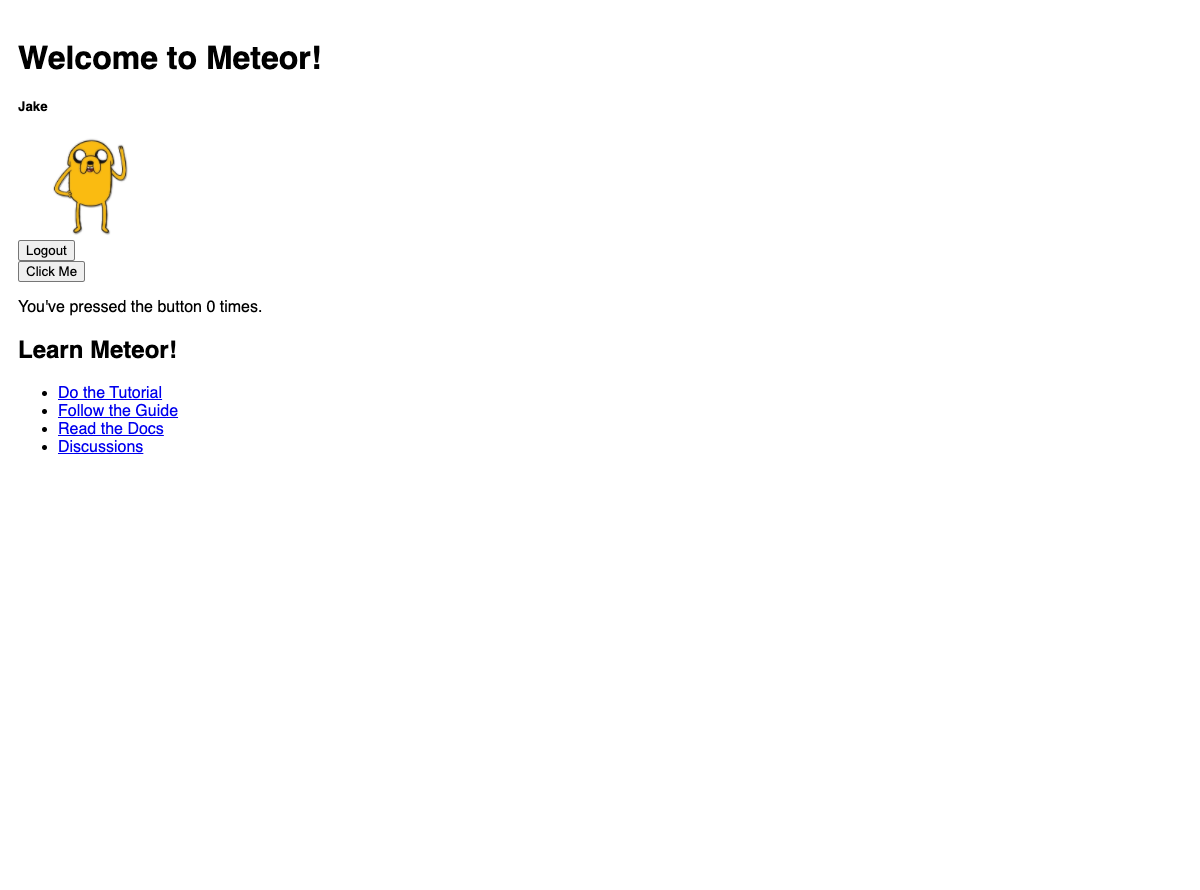 Welcome to Meteor!
Jake
Logout
Click Me
You've pressed the button 0 times.
Learn Meteor!
Do the Tutorial
Follow the Guide
Read the Docs
Discussions